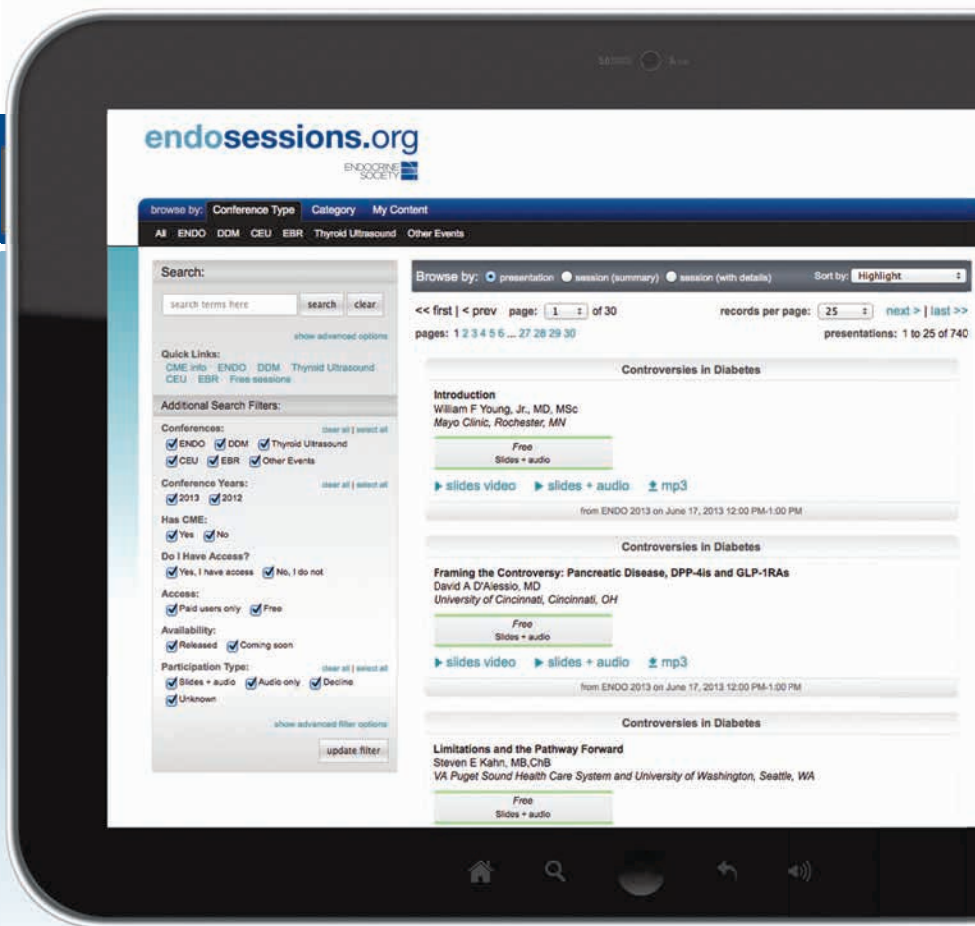 endosessions.org
ENDOCRINE
SOCIETY
browse by: Conference Type Category My Content
All ENDO DDM CEU EBR Thyroid Ultrasound Other Events
Search:
search terms here search clear
show advanced options
Quick Links:
CME info ENDO DDM Thyroid Ultrasound
CEU EBR Free sessions
Additional Search Filters:
Conferences: clear all | select all
ENDO DDM Thyroid Ultrasound
CEU EBR Other Events
Conference Years: clear all | select all
2013 2012
Has CME:
Yes No
Do I Have Access?
Yes, I have access No, I do not
Access:
Paid users only Free
Availability:
Released Coming soon
Participation Type: clear all | select all
Slides + audio Audio only Decline
Unknown
show advanced filter options
update filter
Browse by: presentation session (summary) session (with details) Sort by: Highlight
<< first | < prev page: 1 of 30 records per page: 25 next > | last >>
pages: 1 2 3 4 5 6 ... 27 28 29 30 presentations: 1 to 25 of 740
Controversies in Diabetes
Introduction
William F Young, Jr., MD, MSc
Mayo Clinic, Rochester, MN
Free
Slides + audio
slides video slides + audio mp3
from ENDO 2013 on June 17, 2013 12:00 PM-1:00 PM
Controversies in Diabetes
Framing the Controversy: Pancreatic Disease, DPP-4is and GLP-1RAs
David A D'Alessio, MD
University of Cincinnati, Cincinnati, OH
Free
Slides + audio
slides video slides + audio mp3
from ENDO 2013 on June 17, 2013 12:00 PM-1:00 PM
Controversies in Diabetes
Limitations and the Pathway Forward
Steven E Kahn, MB,ChB
VA Puget Sound Health Care System and University of Washington, Seattle, WA
Free
Slides + audio